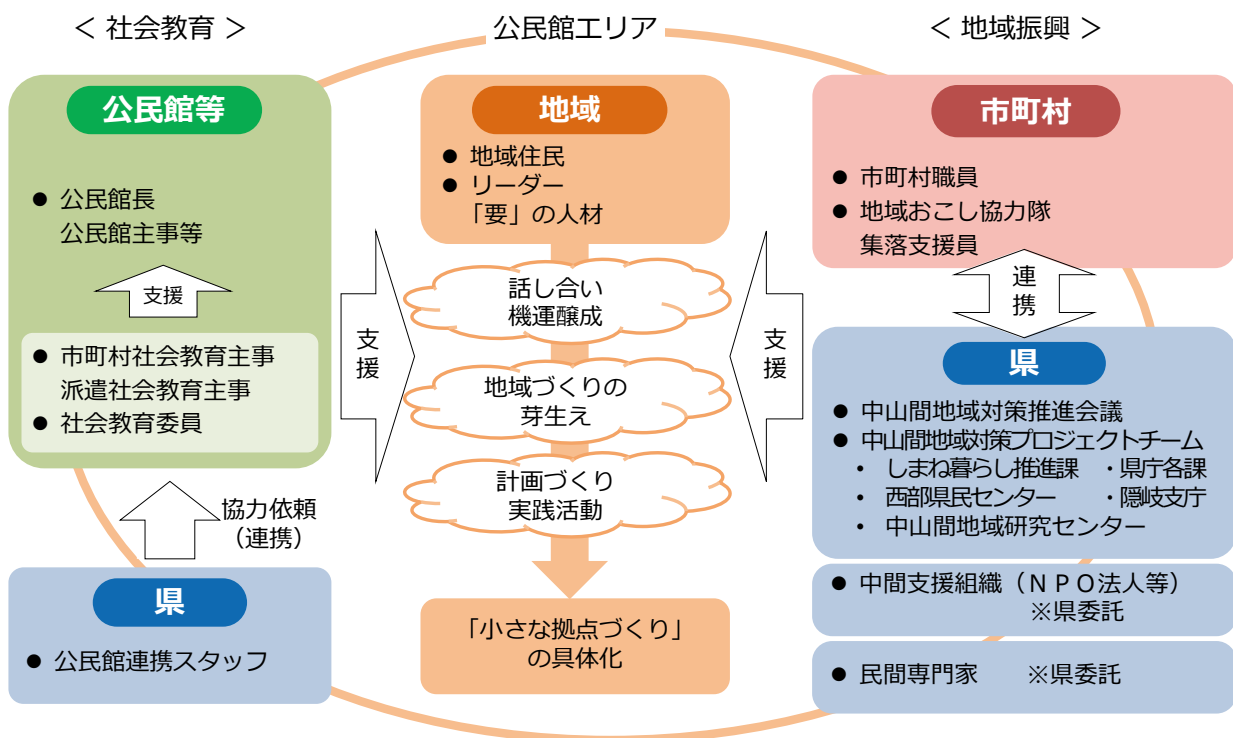 ＜ 社会教育 ＞
公民館エリア
＜ 地域振興 ＞
公民館等
● 公民館長
公民館主事等
支援
● 市町村社会教育主事
派遣社会教育主事
● 社会教育委員
協力依頼
（連携）
県
● 公民館連携スタッフ
支援
地域
● 地域住民
● リーダー
「要」の人材
話し合い
機運醸成
地域づくりの
芽生え
計画づくり
実践活動
「小さな拠点づくり」
の具体化
支援
市町村
● 市町村職員
● 地域おこし協力隊
集落支援員
連携
県
● 中山間地域対策推進会議
● 中山間地域対策プロジェクトチーム
・ しまね暮らし推進課 ・県庁各課
・ 西部県民センター ・隠岐支庁
・ 中山間地域研究センター
● 中間支援組織（ＮＰＯ法人等）
※県委託
● 民間専門家 ※県委託